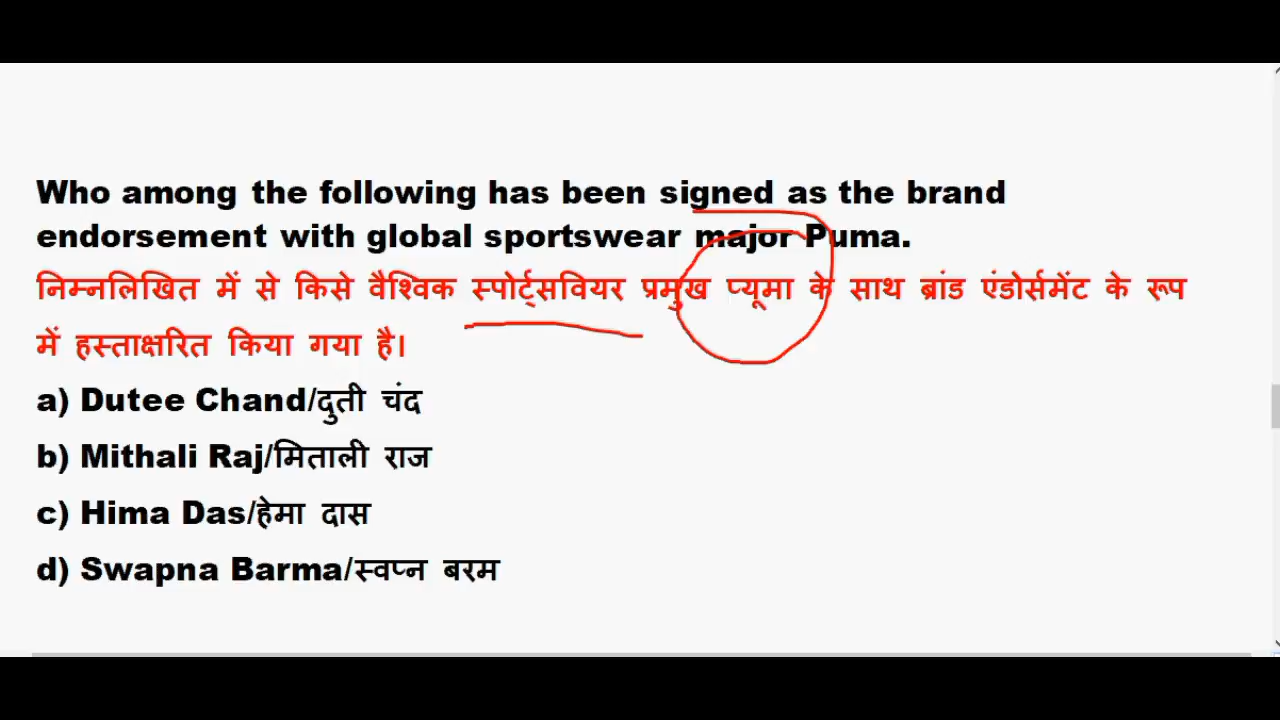 Who among the following has been signed as the brand
endorsement with global sportswear major Puma.
निम्नलिखित में से किसे वैश्विक स्पोर्ट्सवियर प्रमुख प्यूमा के साथ ब्रांड एंडोर्समेंट के रूप
में हस्ताक्षरित किया गया है।
a) Dutee Chand/दुती चंद
b) Mithali Raj/मिताली राज
c) Hima Das/हेमा दास
d) Swapna Barma/स्वप्न बरम